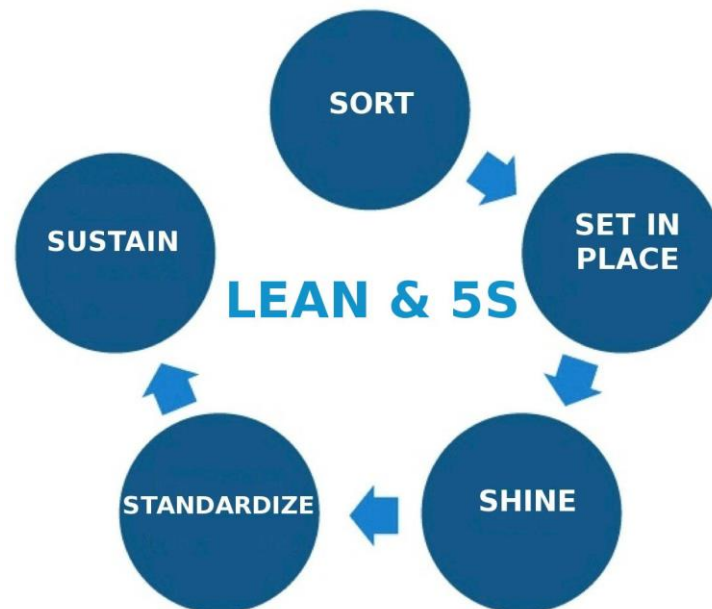 SORT
SET IN
PLACE
SHINE
STANDARDIZE
SUSTAIN
LEAN & 5S